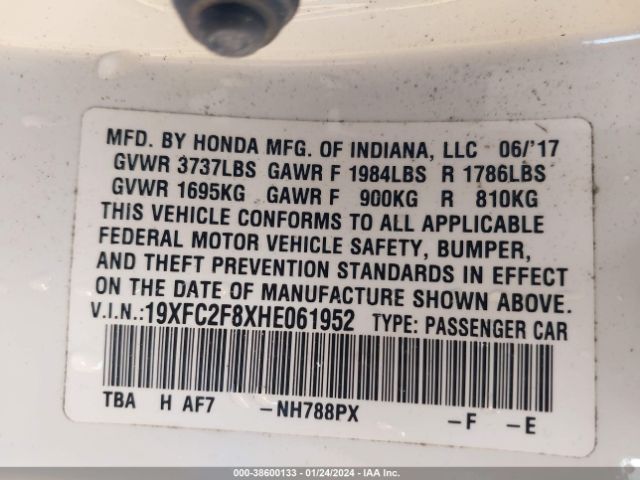 MFD. BY HONDA MFG. OF INDIANA, LLC 06/'17
GVWR 3737LBS GAWR F 1984LBS R 1786LBS
GVWR 1695KG GAWR F 900KG R 810KG
THIS VEHICLE CONFORMS TO ALL APPLICABLE
FEDERAL MOTOR VEHICLE SAFETY, BUMPER,
AND THEFT PREVENTION STANDARDS IN EFFECT
ON THE DATE OF MANUFACTURE SHOWN ABOVE.
V.I.N.:19XFC2F8XHE061952 TYPE: PASSENGER CAR
TBA H AF7 -NH788PX -F -E
000-38600133 - 01/24/2024 - IAA Inc.